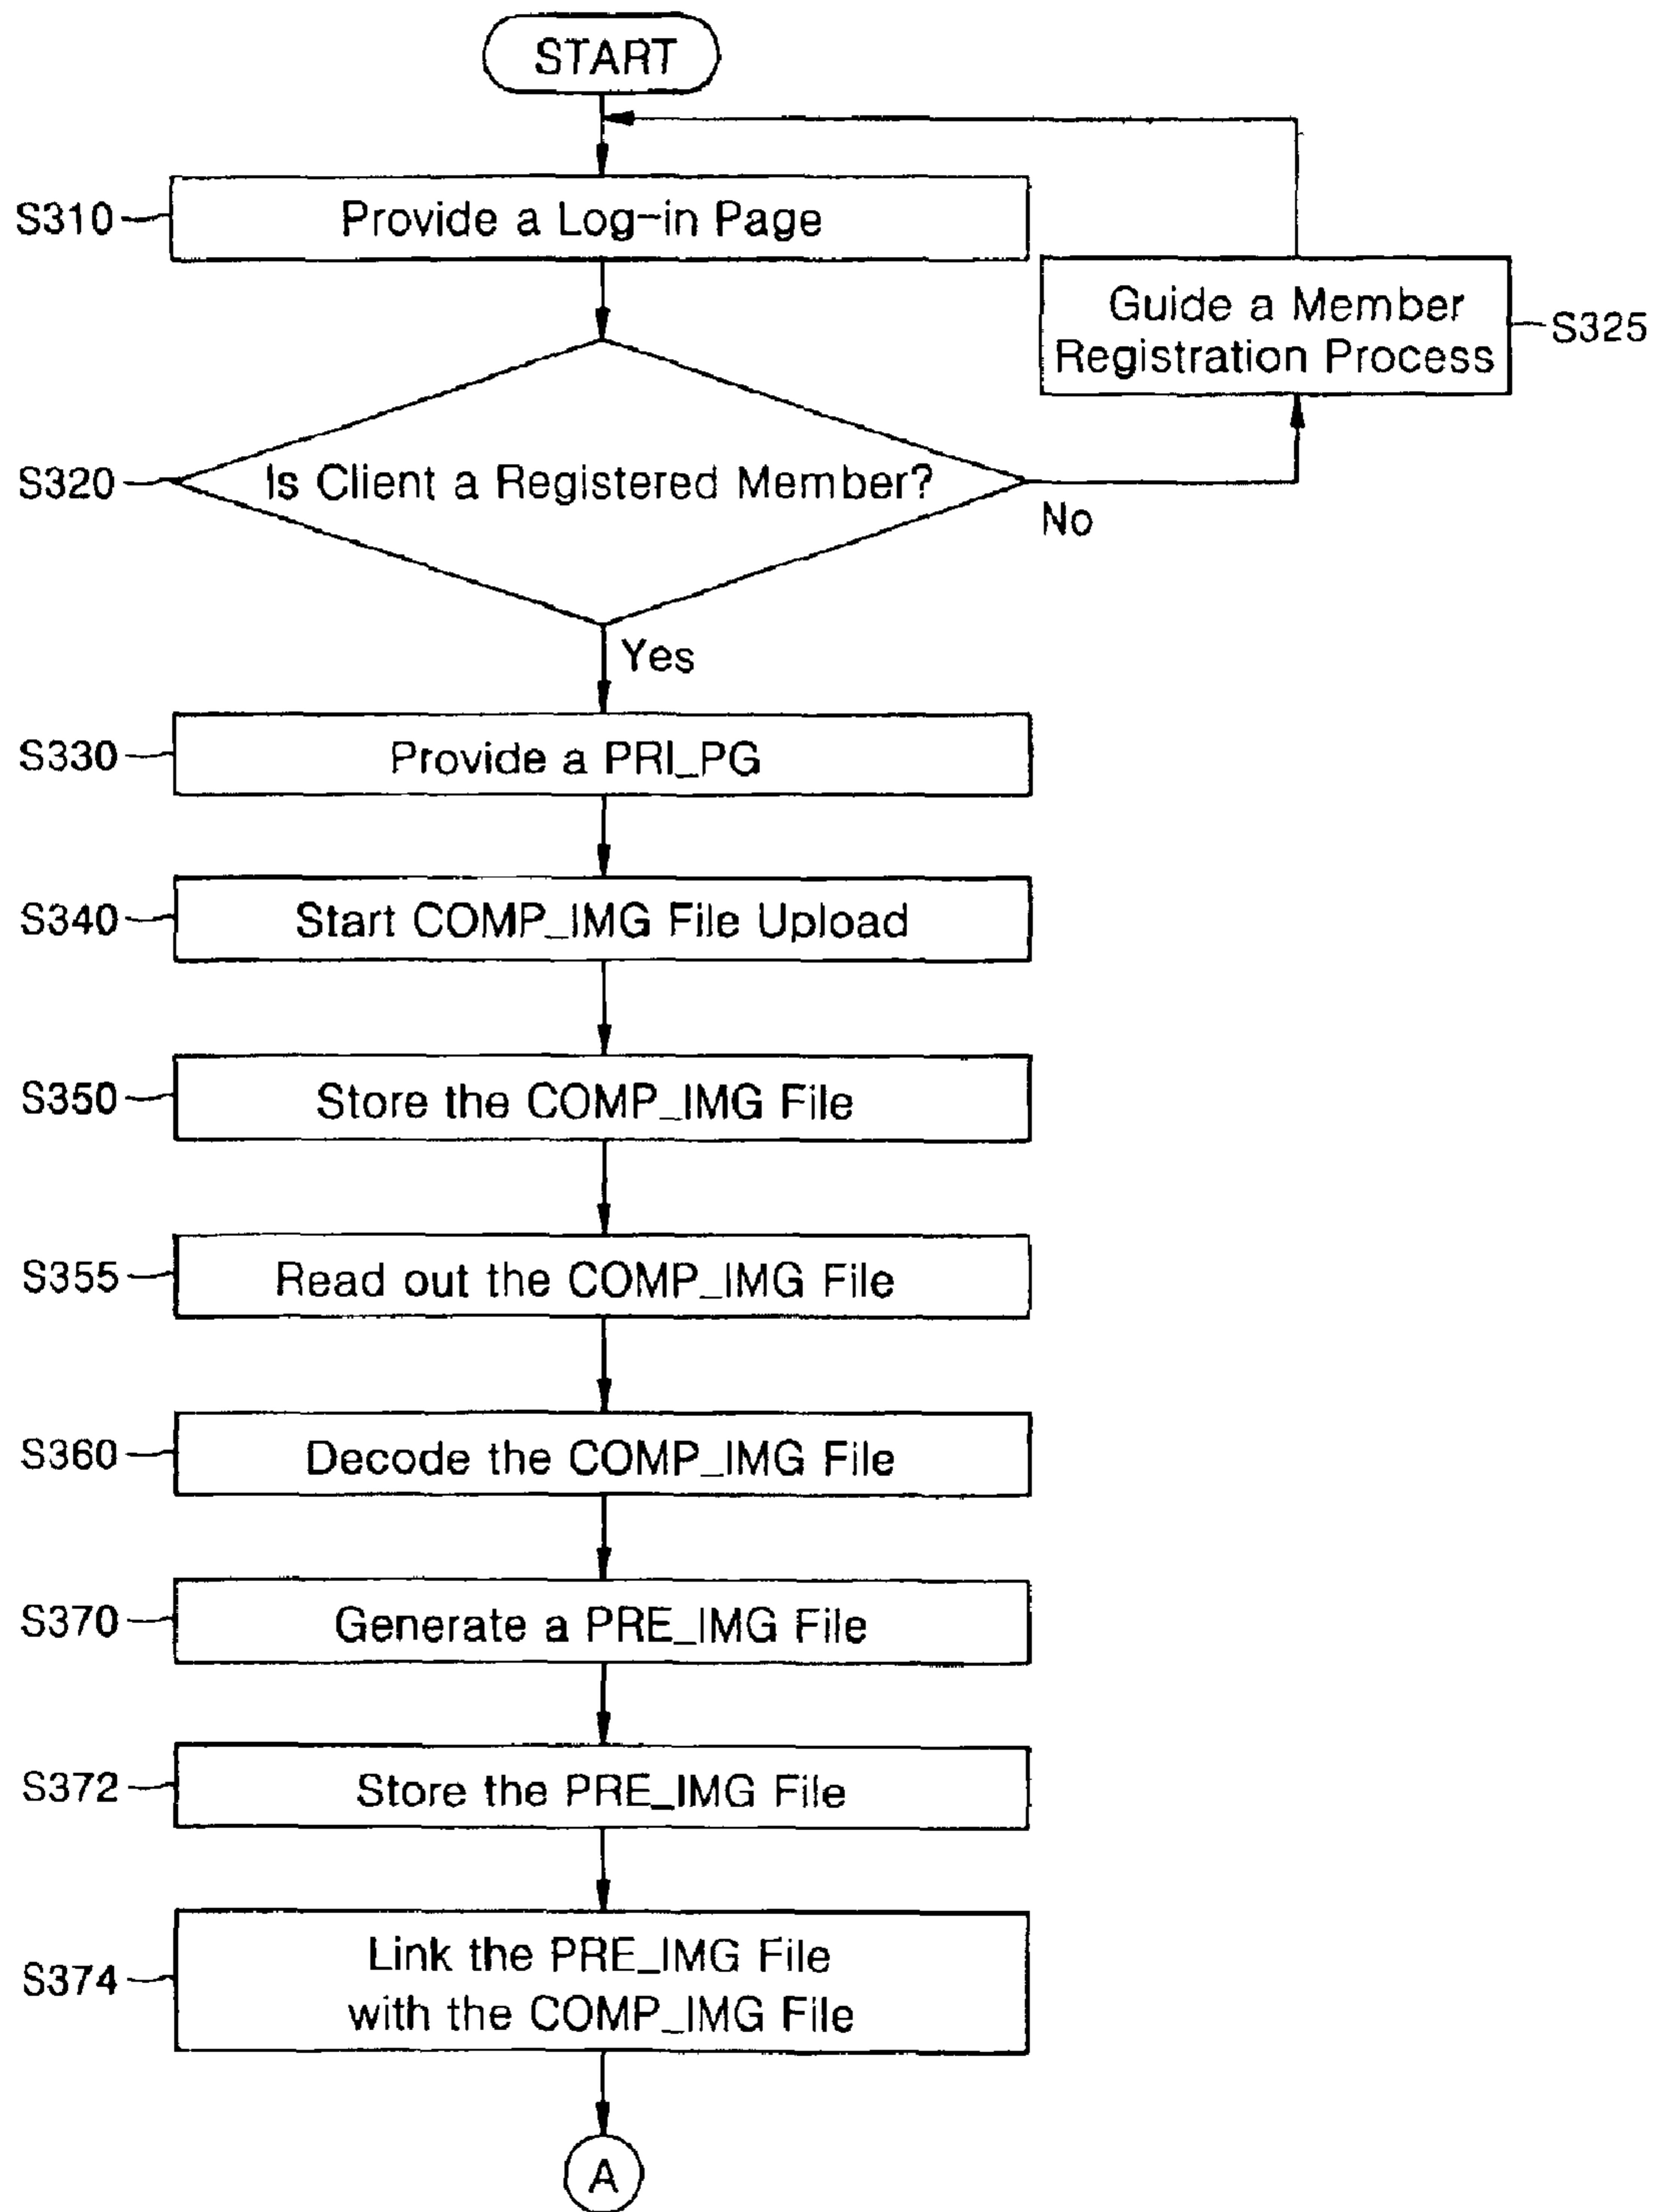 START
S310
Provide a Log-in Page
Guide a Member
Registration Process
S325
S320
Is Client a Registered Member?
No
Yes
S330
Provide a PRI_PG
S340
Start COMP_IMG File Upload
S350
Store the COMP_IMG File
S355
Read out the COMP_IMG File
S360
Decode the COMP_IMG File
S370
Generate a PRE_IMG File
S372
Store the PRE_IMG File
S374
Link the PRE_IMG File
with the COMP_IMG File
A